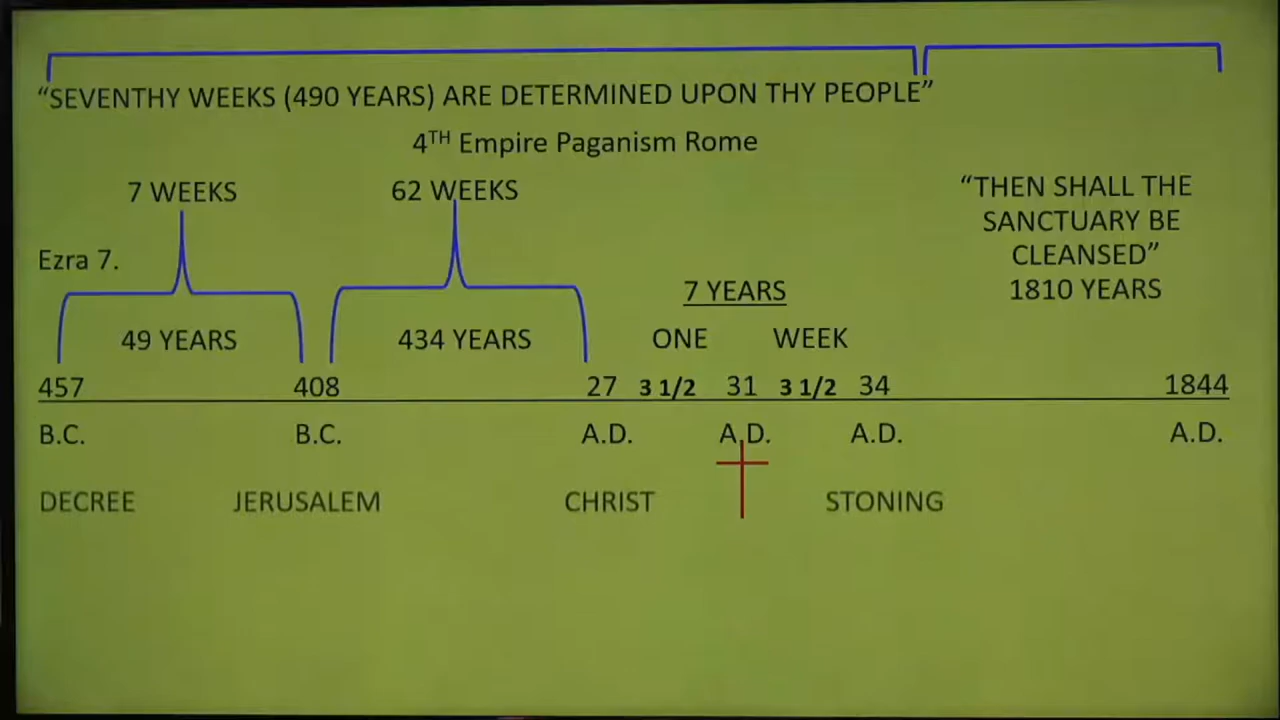 “SEVENTHY WEEKS (490 YEARS) ARE DETERMINED UPON THY PEOPLE”
4TH Empire Paganism Rome
7 WEEKS
62 WEEKS
“THEN SHALL THE
SANCTUARY BE
CLEANSED”
1810 YEARS
Ezra 7.
7 YEARS
49 YEARS
434 YEARS
ONE WEEK
457 408 27 3 1/2 31 3 1/2 34 1844
B.C. B.C. A.D. A.D. A.D. A.D.
DECREE JERUSALEM CHRIST STONING